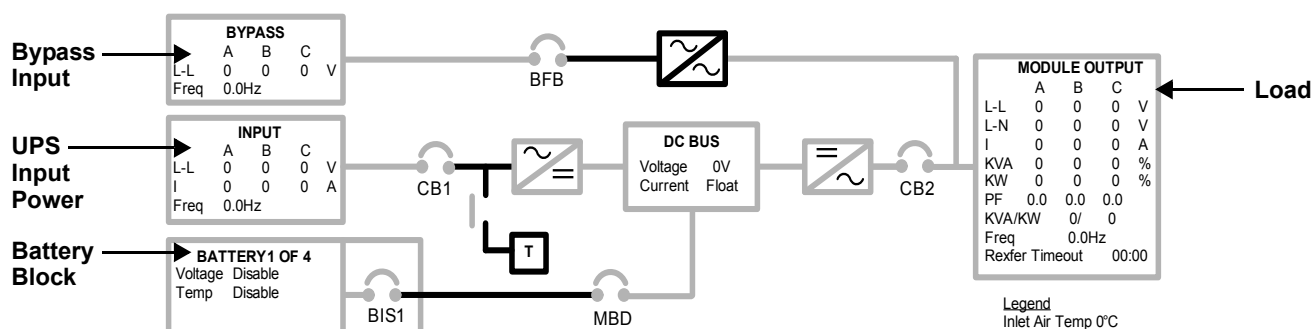 Bypass
Input
BYPASS
A B C
L-L 0 0 0 V
Freq 0.0Hz
BFB
MODULE OUTPUT
A B C
L-L 0 0 0 V
L-N 0 0 0 V
I 0 0 0 A
KVA 0 0 0 %
KW 0 0 0 %
PF 0.0 0.0 0.0
KVA/KW 0/ 0
Freq 0.0Hz
Rexfer Timeout 00:00
Load
UPS
Input
Power
INPUT
A B C
L-L 0 0 0 V
I 0 0 0 A
Freq 0.0Hz
CB1
DC BUS
Voltage 0V
Current Float
CB2
T
Battery
Block
BATTERY1 OF 4
Voltage Disable
Temp Disable
BIS1
MBD
Legend
Inlet Air Temp 0°C